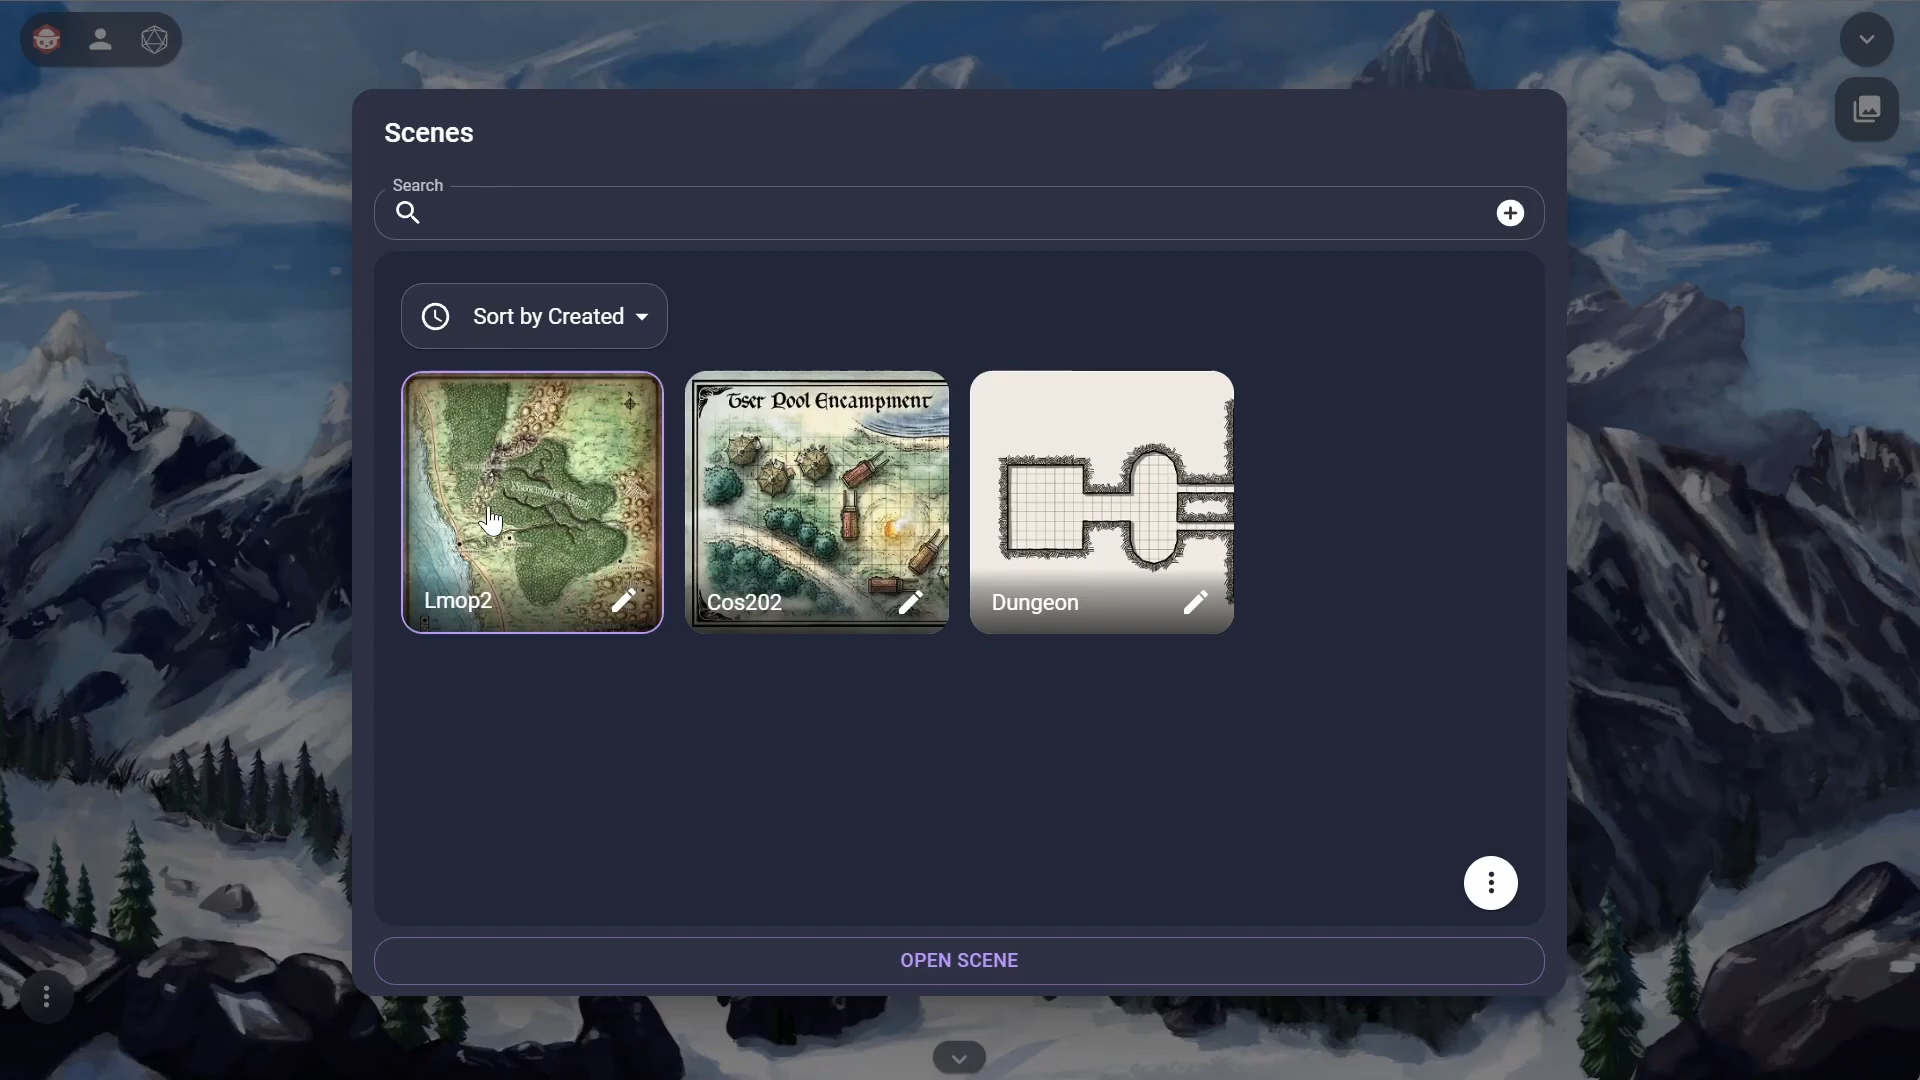 Scenes
Search
Sort by Created
Tser Pool Encampment
Lmop2
Cos202
Dungeon
OPEN SCENE